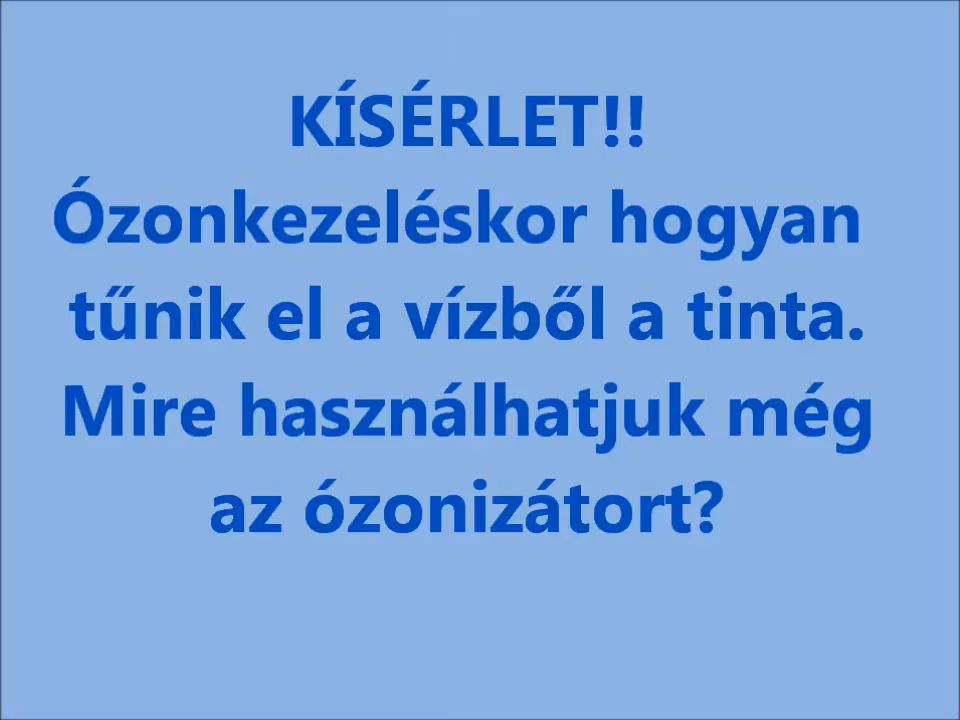 KÍSÉRLET!!
Ózonkezeléskor hogyan
tűnik el a vízből a tinta.
Mire használhatjuk még
az ózonizátort?